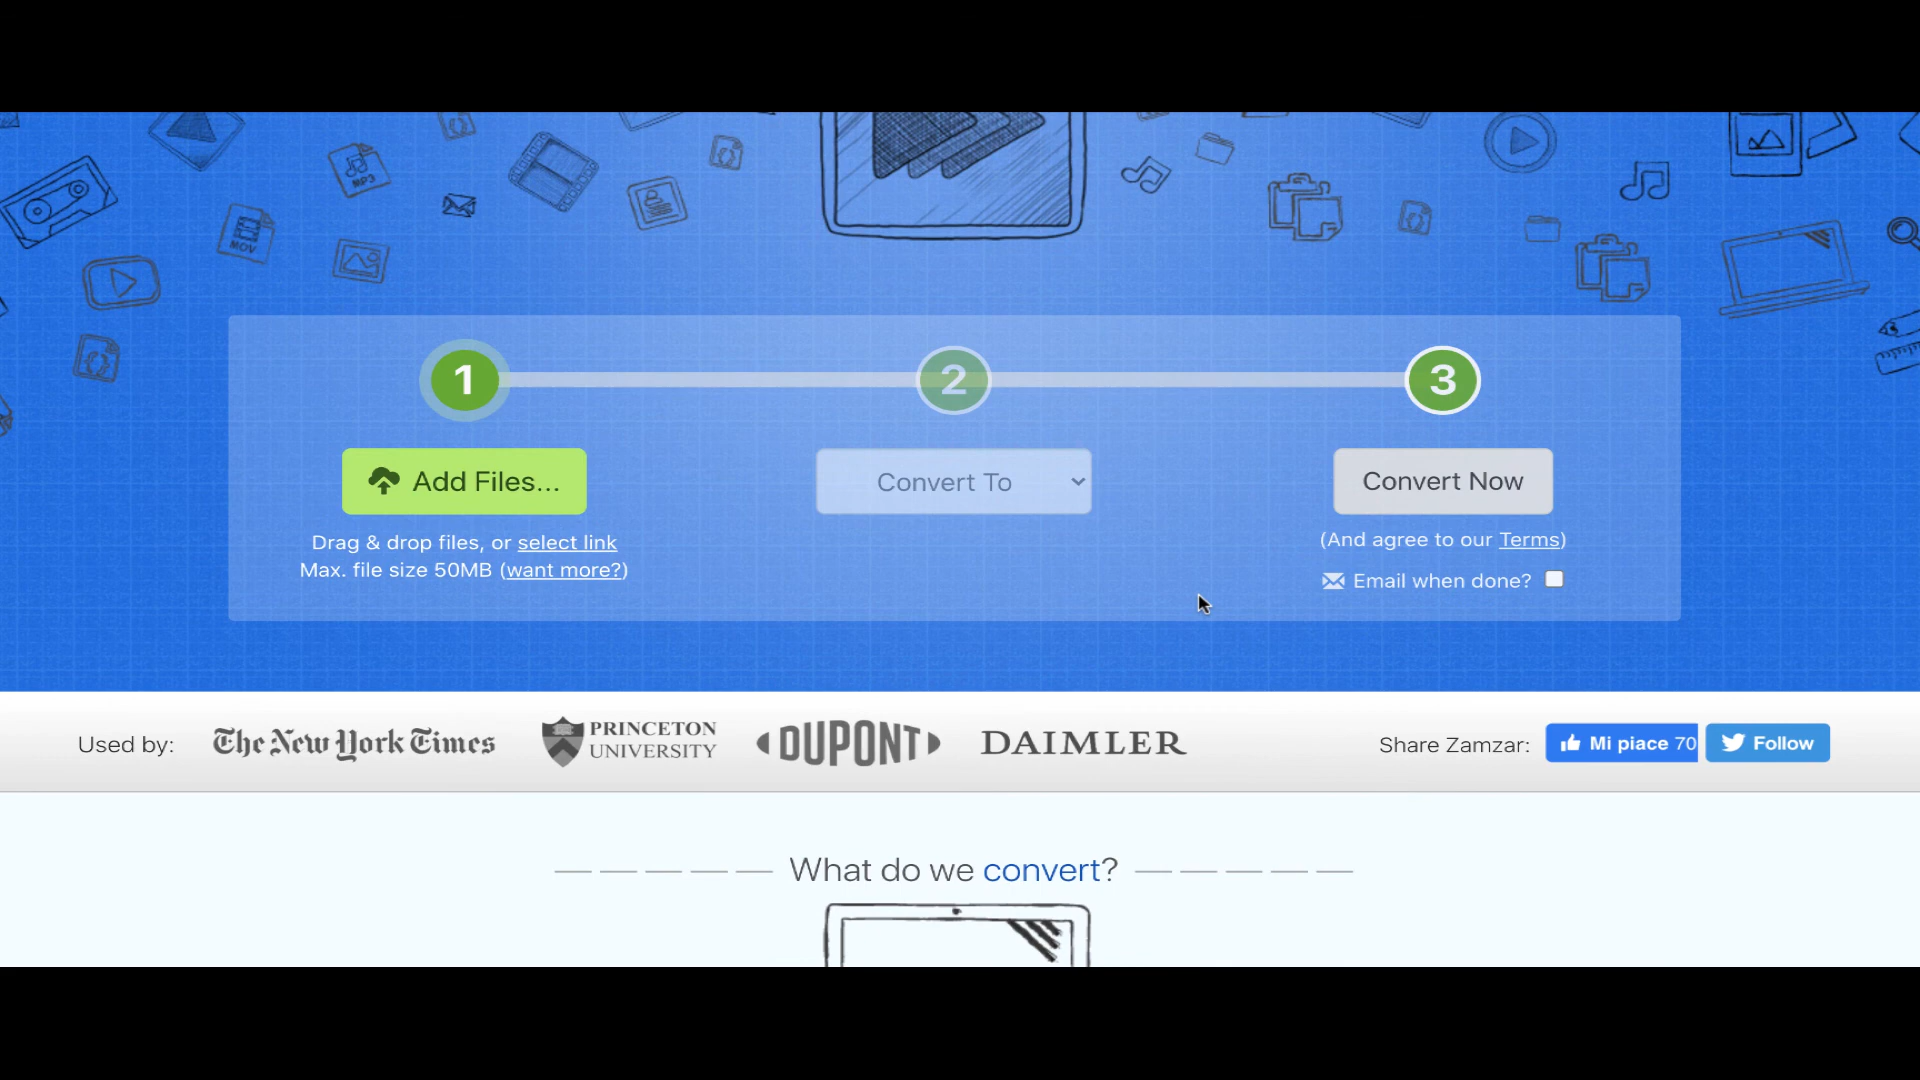 MP3
MOV
1
2
3
Add Files...
Convert To
Convert Now
Drag & drop files, or select link
Max. file size 50MB (want more?)
(And agree to our Terms)
Email when done?
Used by:
The New York Times
PRINCETON
UNIVERSITY
DUPONT
DAIMLER
Share Zamzar:
Mi piace 70
Follow
What do we convert?